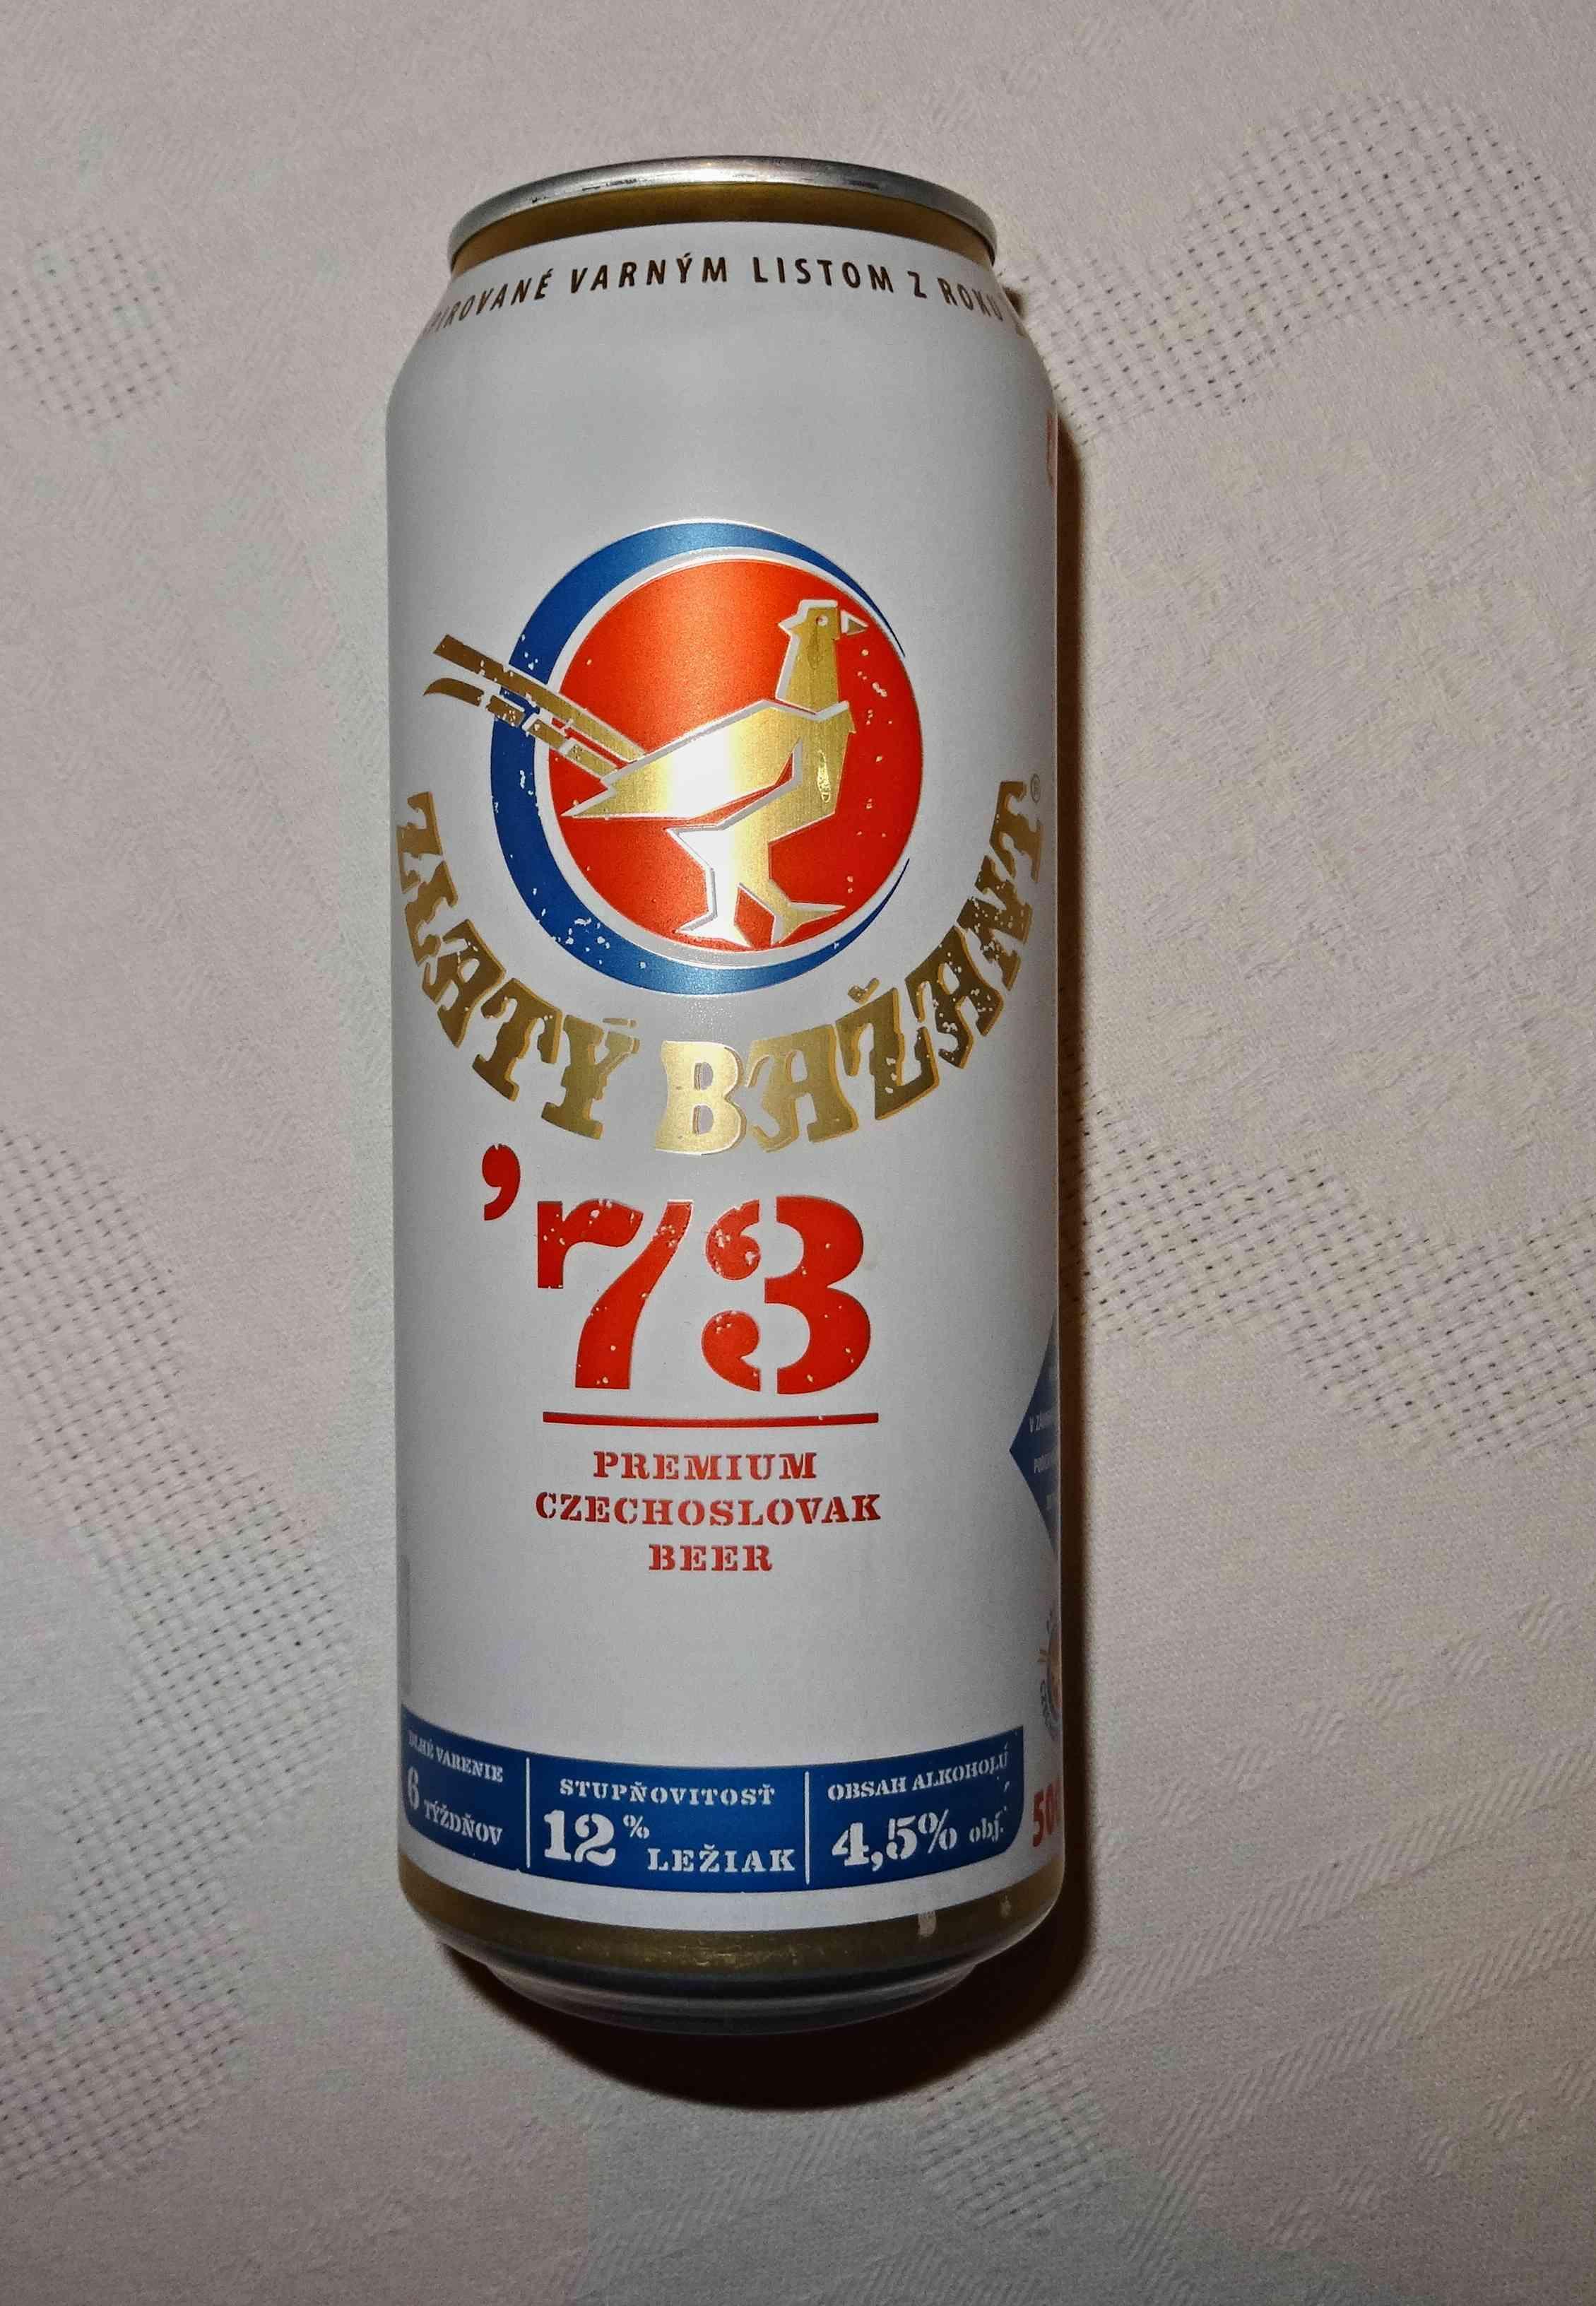 VARNÝM LISTOM Z ROKU
ZLATÝ BAŽANT®
'73
PREMIUM
CZECHOSLOVAK
BEER
DLHÉ VARENIE
6 TÝŽDŇOV
STUPŇOVITOSŤ
12% LEŽIAK
OBSAH ALKOHOLU
4,5% obj.